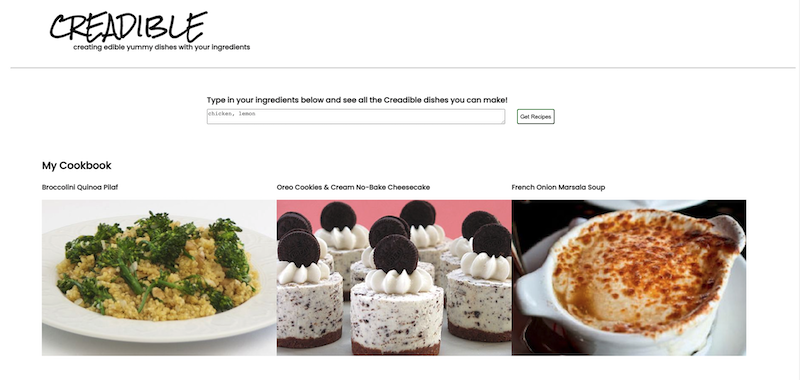 CREADIBLE
creating edible yummy dishes with your ingredients
Type in your ingredients below and see all the Creadible dishes you can make!
chicken, lemon
Get Recipes
My Cookbook
Broccolini Quinoa Pilaf
Oreo Cookies & Cream No-Bake Cheesecake
French Onion Marsala Soup